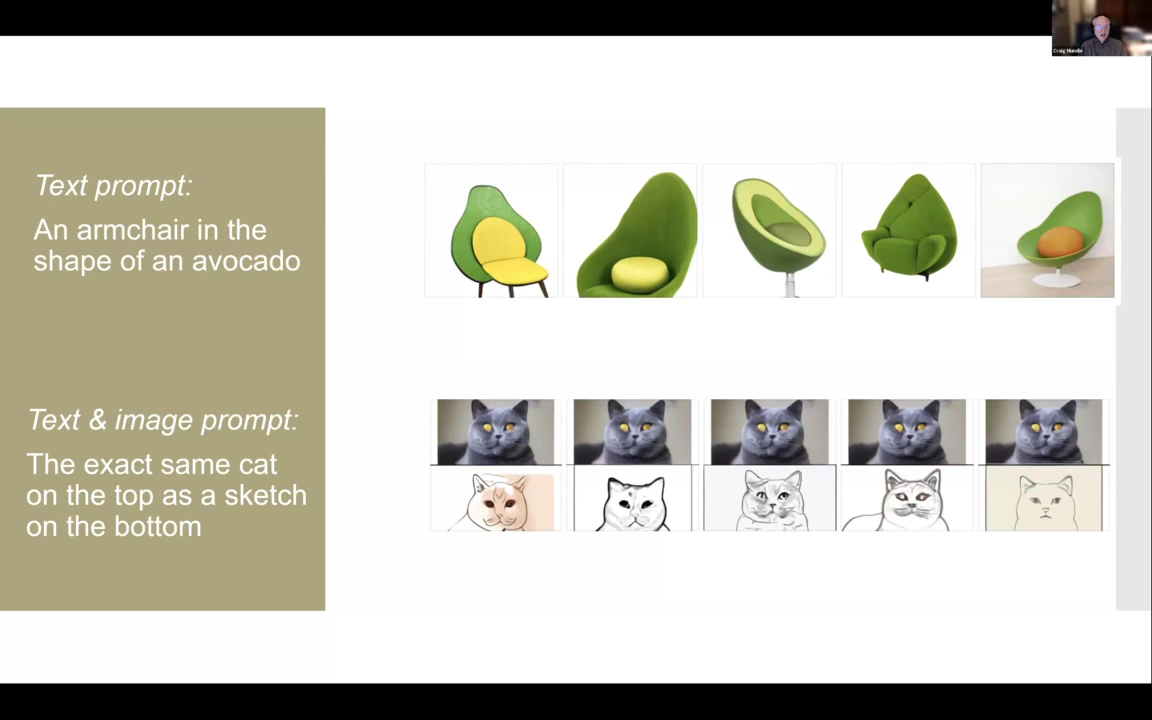 Craig Mundie
Text prompt:
An armchair in the
shape of an avocado
Text & image prompt:
The exact same cat
on the top as a sketch
on the bottom